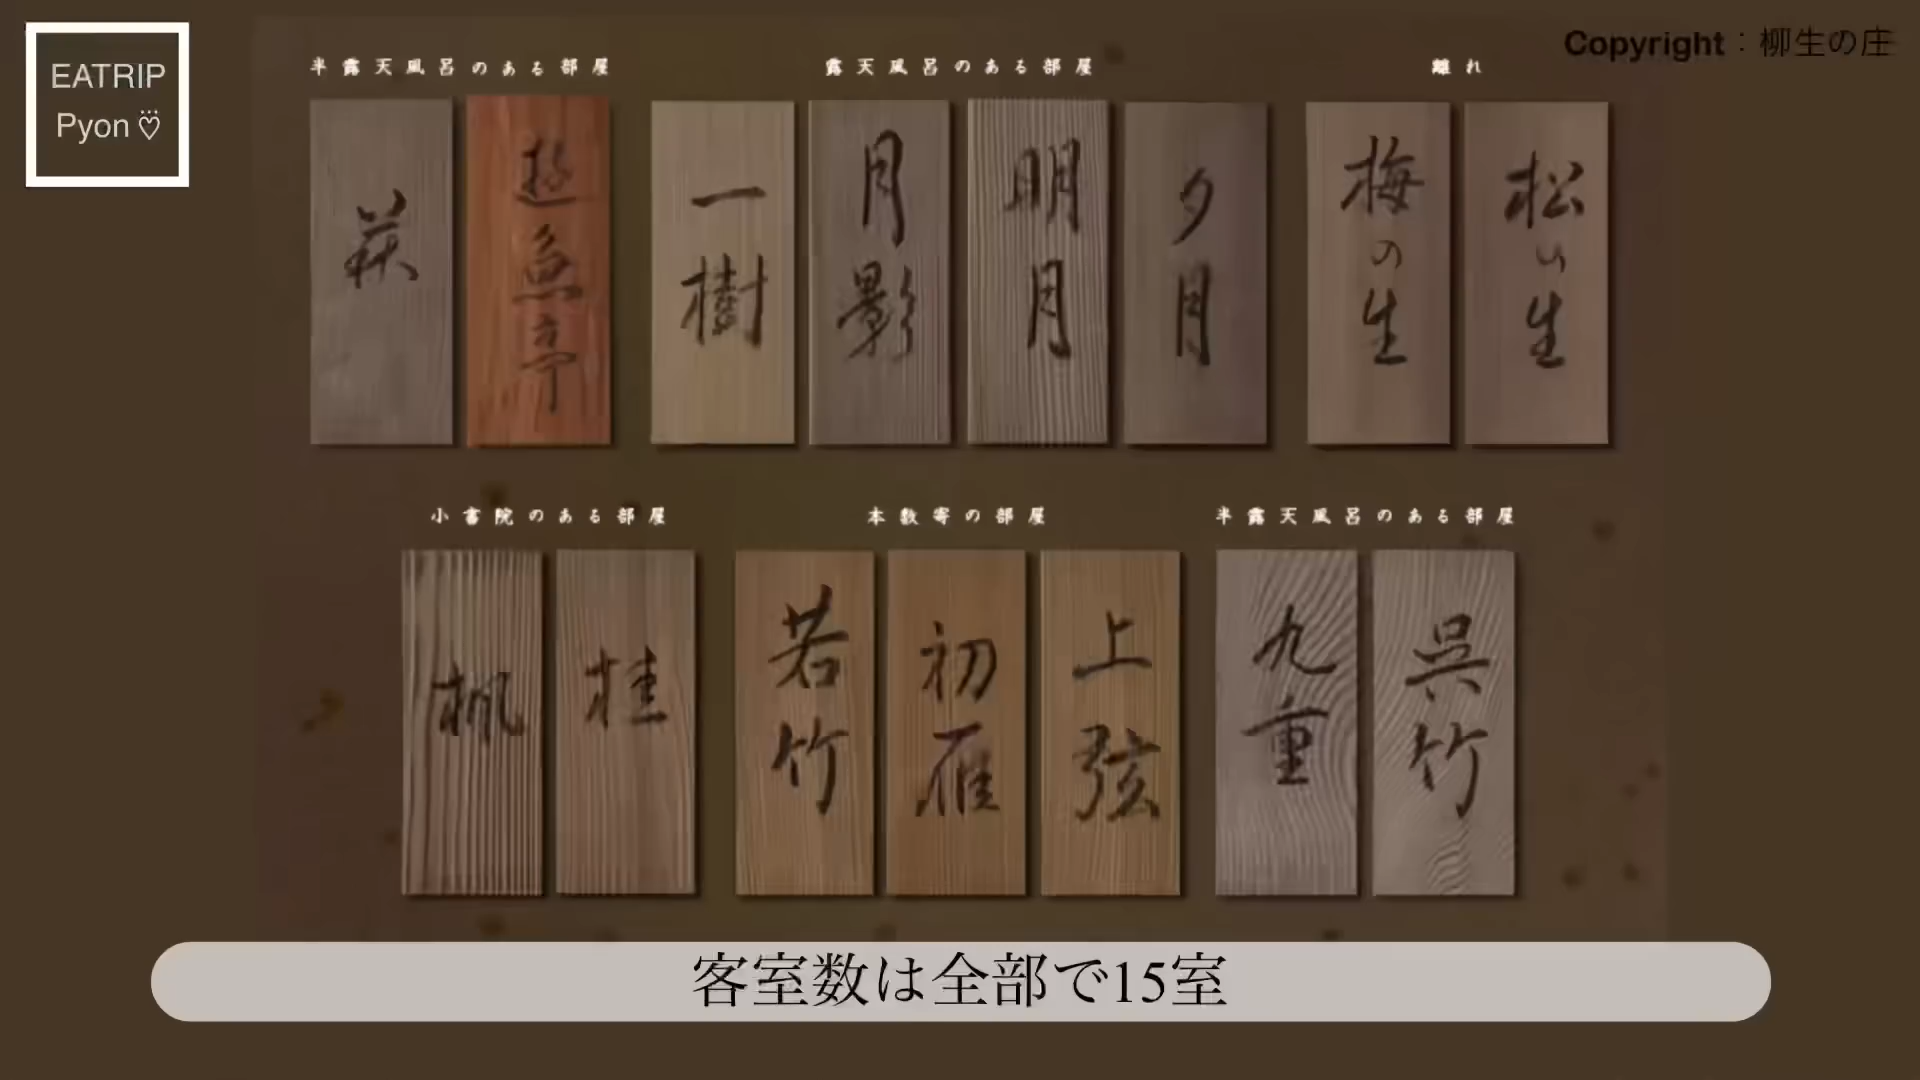 EATRIP
Pyon ♡
Copyright：柳生の庄
半露天風呂のある部屋
萩
遊魚亭
露天風呂のある部屋
一樹
月影
明月
夕月
離れ
梅の生
松い生
小書院のある部屋
楓
桂
本数寄の部屋
若竹
初雁
上弦
半露天風呂のある部屋
九重
呉竹
客室数は全部で15室